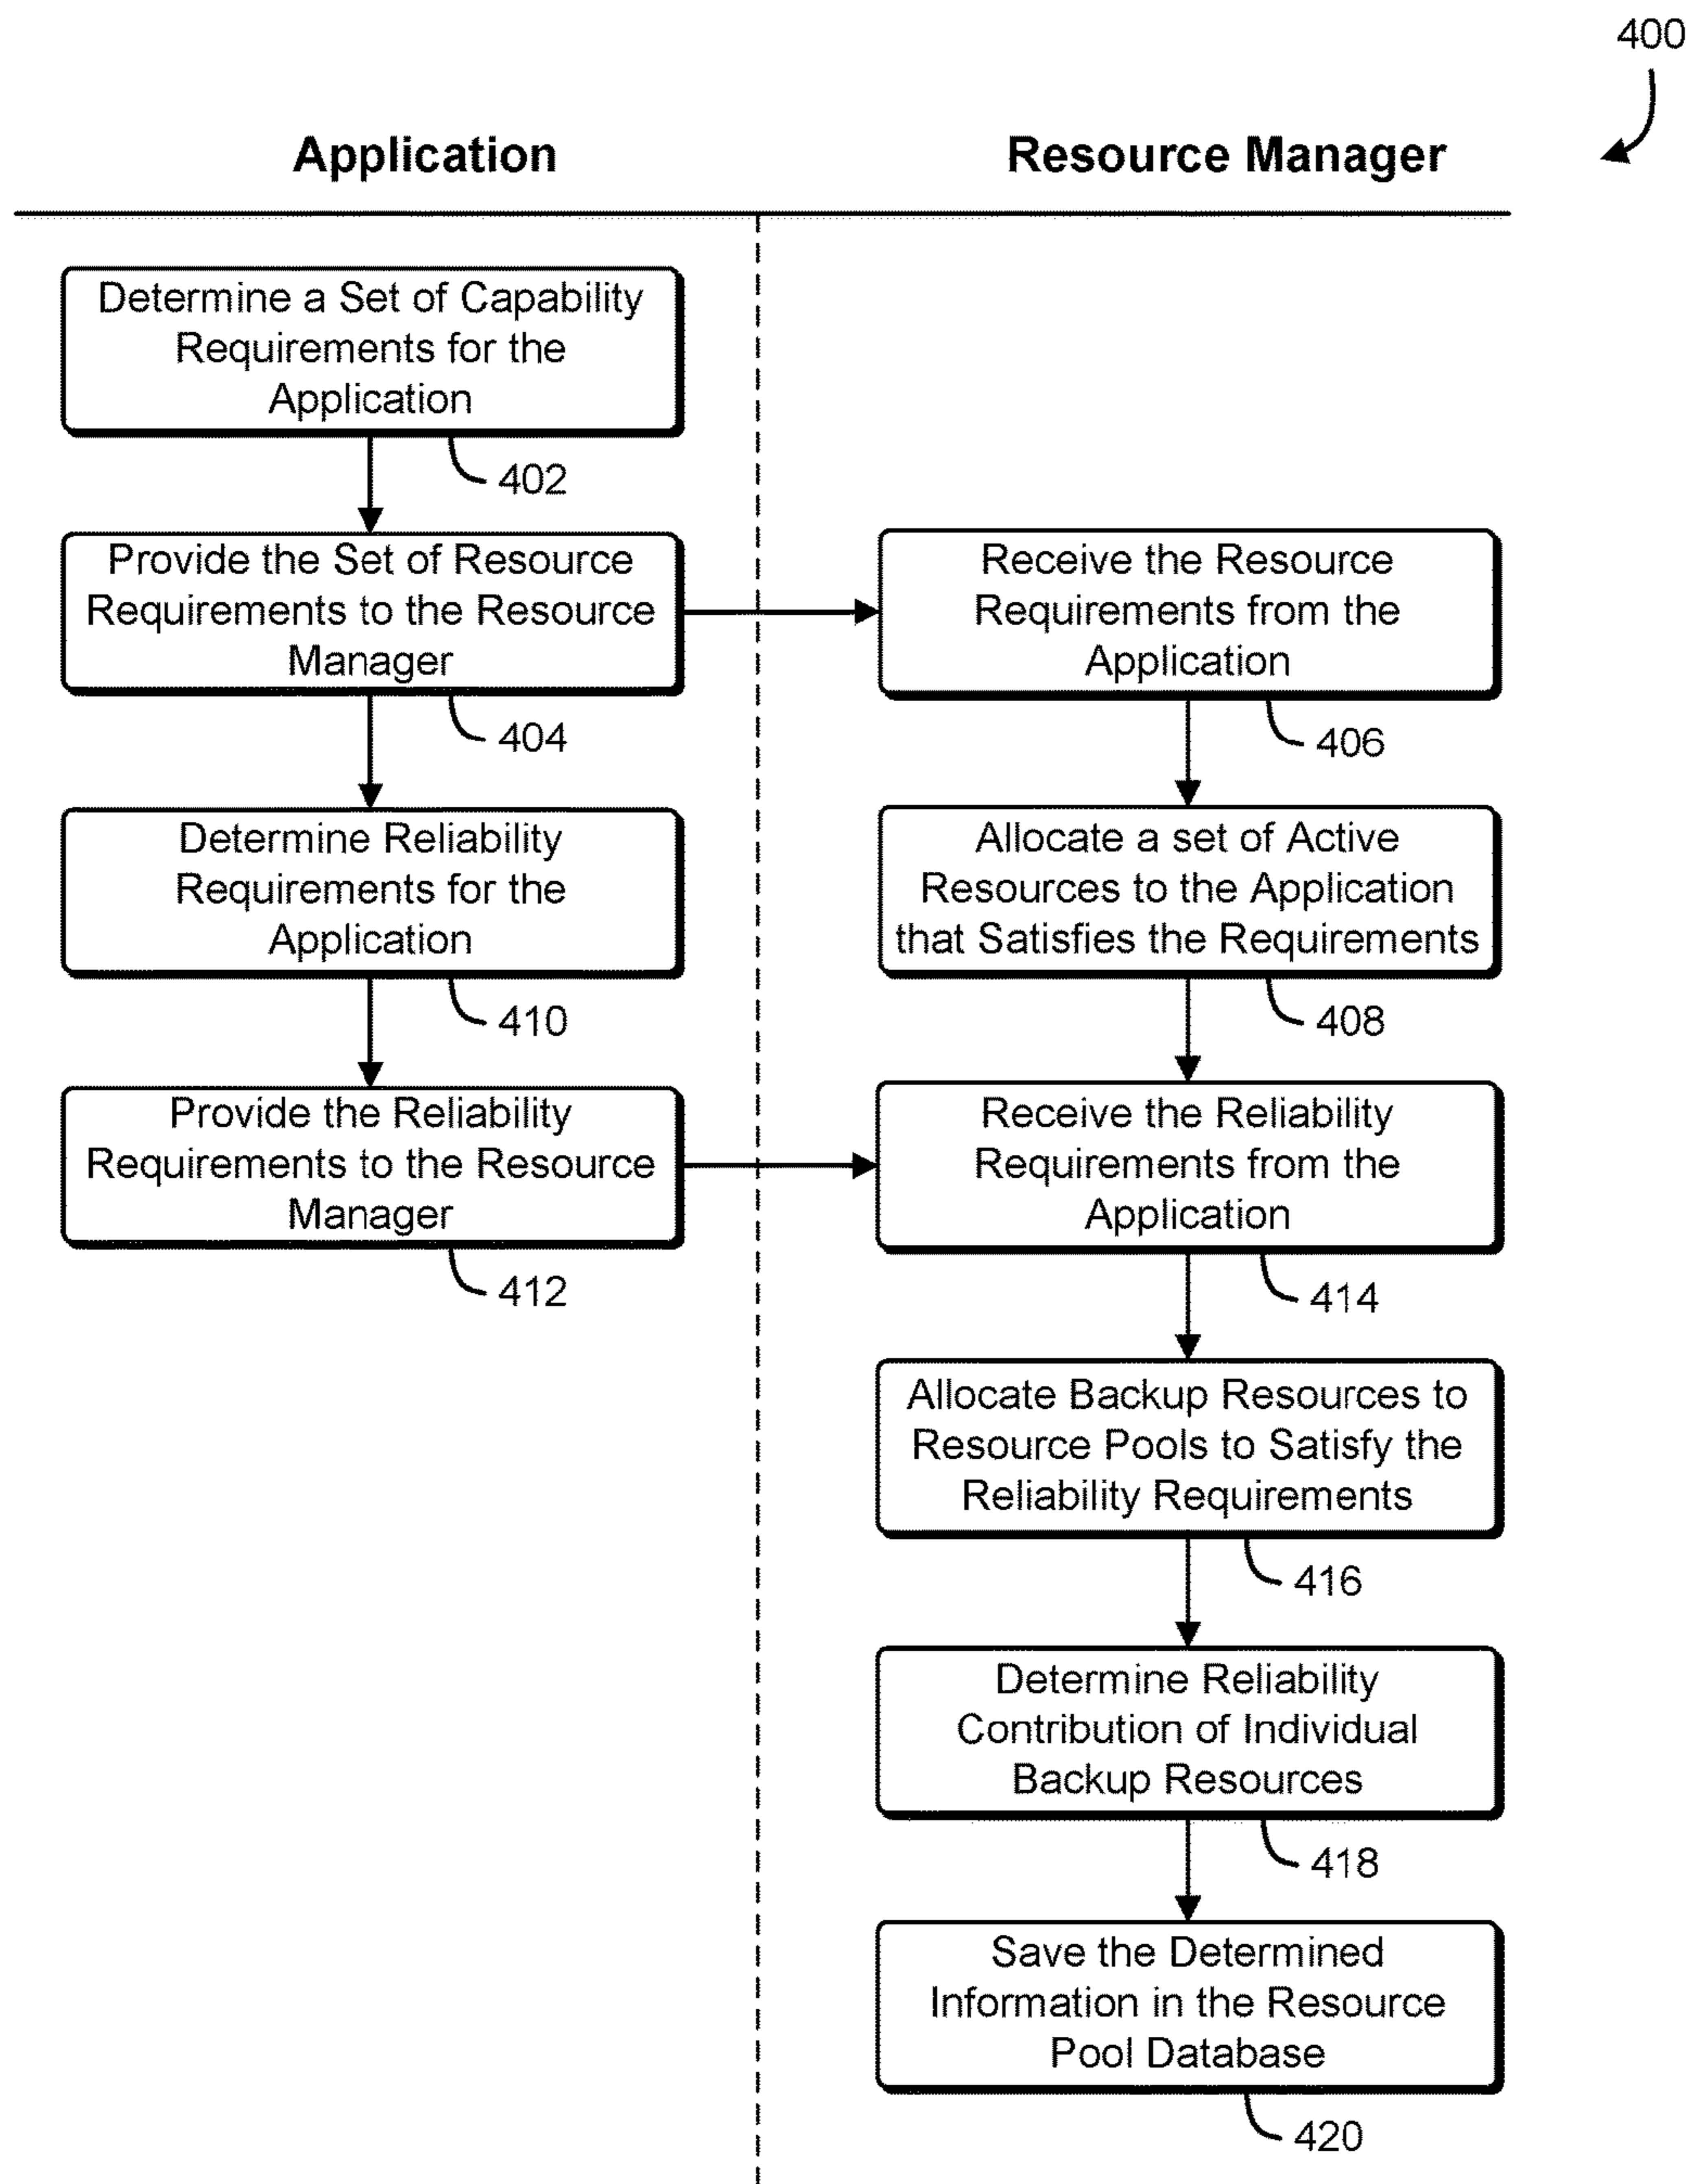 400
Application
Resource Manager
Determine a Set of Capability
Requirements for the
Application
402
Provide the Set of Resource
Requirements to the Resource
Manager
404
Receive the Resource
Requirements from the
Application
406
Determine Reliability
Requirements for the
Application
410
Allocate a set of Active
Resources to the Application
that Satisfies the Requirements
408
Provide the Reliability
Requirements to the Resource
Manager
412
Receive the Reliability
Requirements from the
Application
414
Allocate Backup Resources to
Resource Pools to Satisfy the
Reliability Requirements
416
Determine Reliability
Contribution of Individual
Backup Resources
418
Save the Determined
Information in the Resource
Pool Database
420